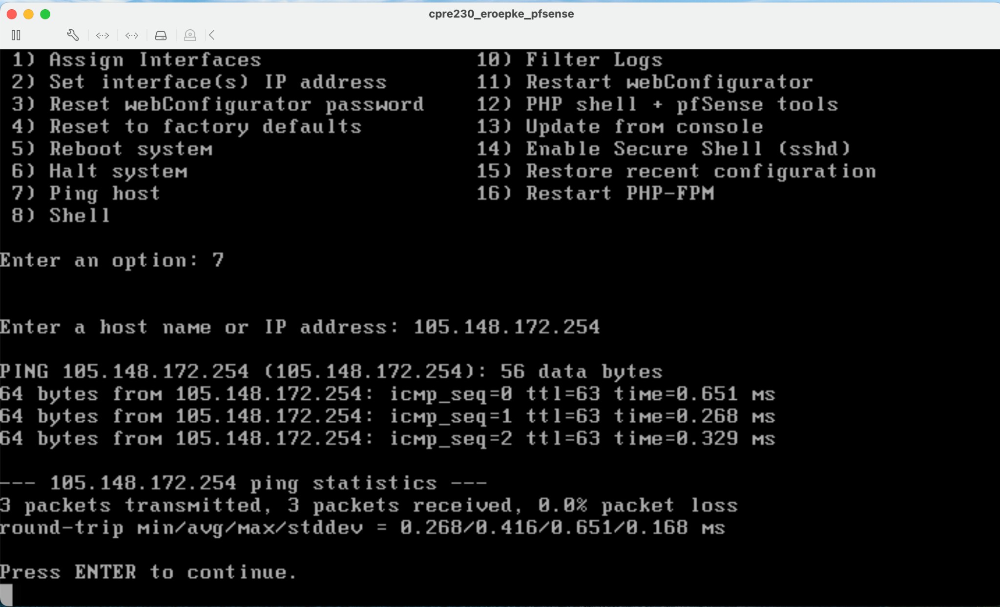 cpre230_eroepke_pfsense
1) Assign Interfaces 10) Filter Logs
2) Set interface(s) IP address 11) Restart webConfigurator
3) Reset webConfigurator password 12) PHP shell + pfSense tools
4) Reset to factory defaults 13) Update from console
5) Reboot system 14) Enable Secure Shell (sshd)
6) Halt system 15) Restore recent configuration
7) Ping host 16) Restart PHP-FPM
8) Shell
Enter an option: 7
Enter a host name or IP address: 105.148.172.254
PING 105.148.172.254 (105.148.172.254): 56 data bytes
64 bytes from 105.148.172.254: icmp_seq=0 ttl=63 time=0.651 ms
64 bytes from 105.148.172.254: icmp_seq=1 ttl=63 time=0.268 ms
64 bytes from 105.148.172.254: icmp_seq=2 ttl=63 time=0.329 ms
--- 105.148.172.254 ping statistics ---
3 packets transmitted, 3 packets received, 0.0% packet loss
round-trip min/avg/max/stddev = 0.268/0.416/0.651/0.168 ms
Press ENTER to continue.